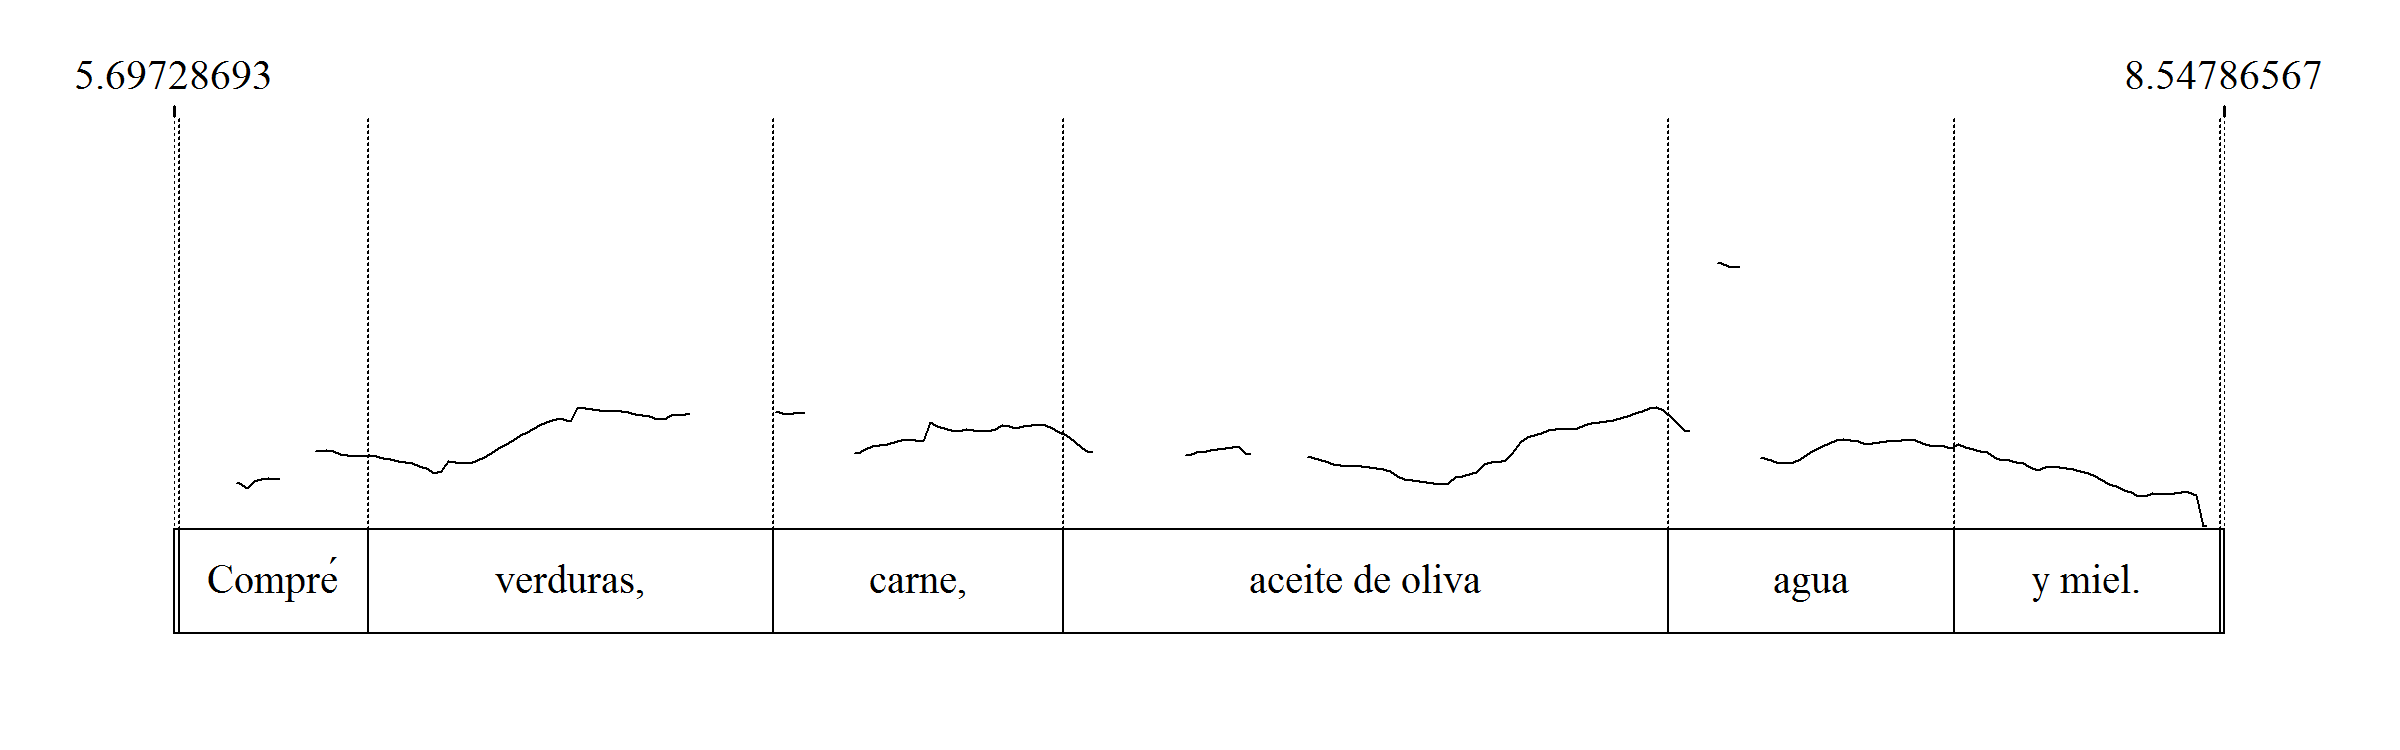 5.69728693 8.54786567
Compré verduras, carne, aceite de oliva agua y miel.